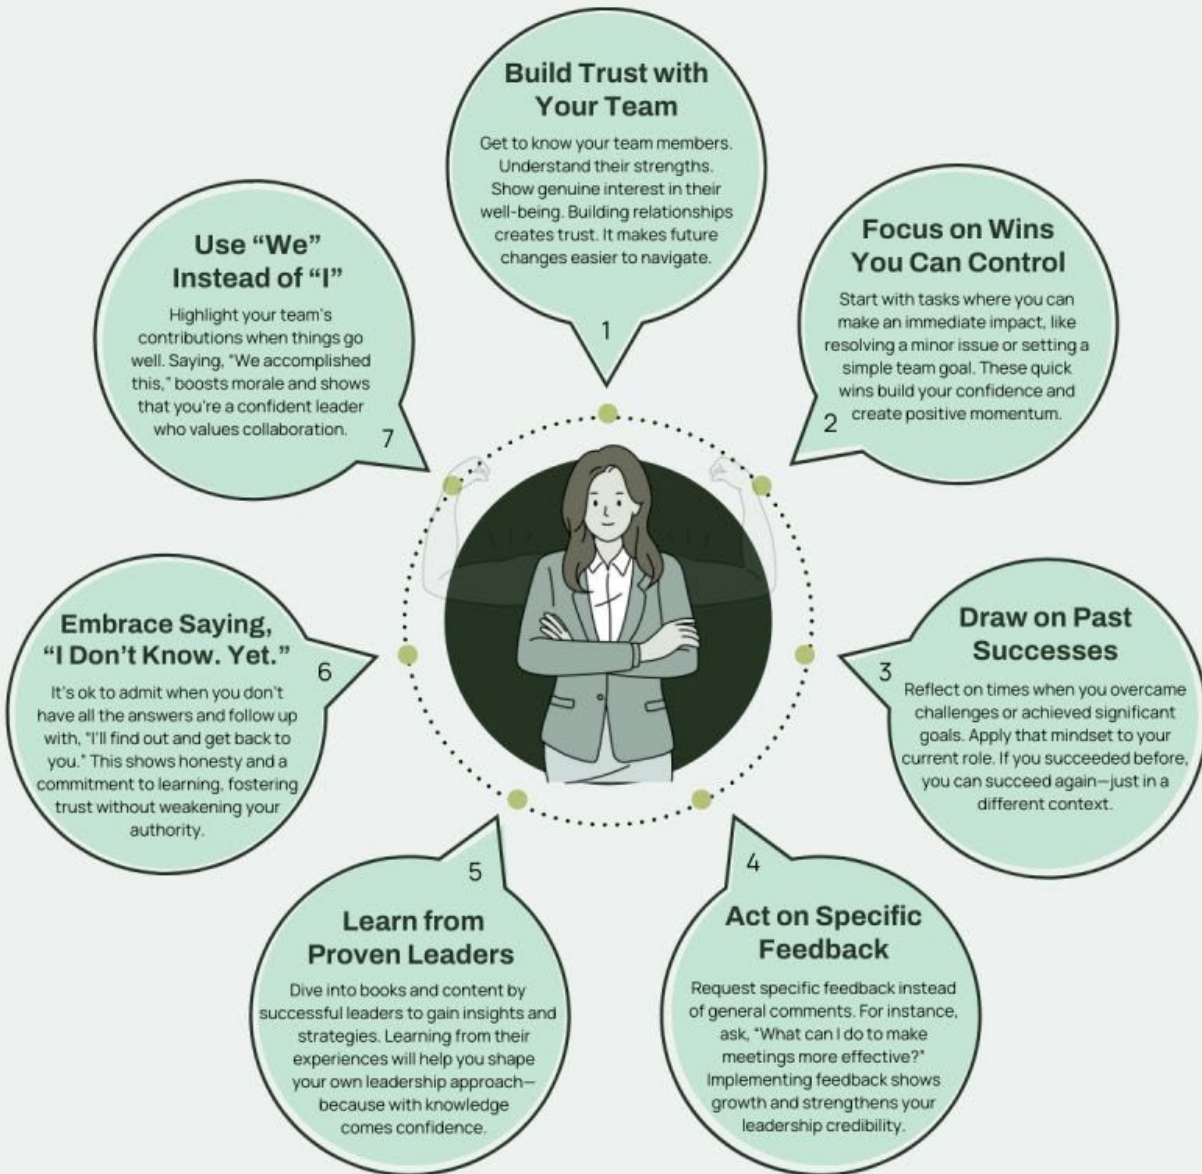 Build Trust with
Your Team
Get to know your team members.
Understand their strengths.
Show genuine interest in their
well-being. Building relationships
creates trust. It makes future
changes easier to navigate.
1
Focus on Wins
You Can Control
Start with tasks where you can
make an immediate impact, like
resolving a minor issue or setting a
simple team goal. These quick
wins build your confidence and
create positive momentum.
2
Draw on Past
Successes
3
Reflect on times when you overcame
challenges or achieved significant
goals. Apply that mindset to your
current role. If you succeeded before,
you can succeed again—just in a
different context.
4
Act on Specific
Feedback
Request specific feedback instead
of general comments. For instance,
ask, “What can I do to make
meetings more effective?”
Implementing feedback shows
growth and strengthens your
leadership credibility.
5
Learn from
Proven Leaders
Dive into books and content by
successful leaders to gain insights and
strategies. Learning from their
experiences will help you shape
your own leadership approach—
because with knowledge
comes confidence.
Embrace Saying,
“I Don’t Know. Yet.”
6
It’s ok to admit when you don’t
have all the answers and follow up
with, “I’ll find out and get back to
you.” This shows honesty and a
commitment to learning, fostering
trust without weakening your
authority.
Use “We”
Instead of “I”
Highlight your team’s
contributions when things go
well. Saying, “We accomplished
this,” boosts morale and shows
that you’re a confident leader
who values collaboration.
7